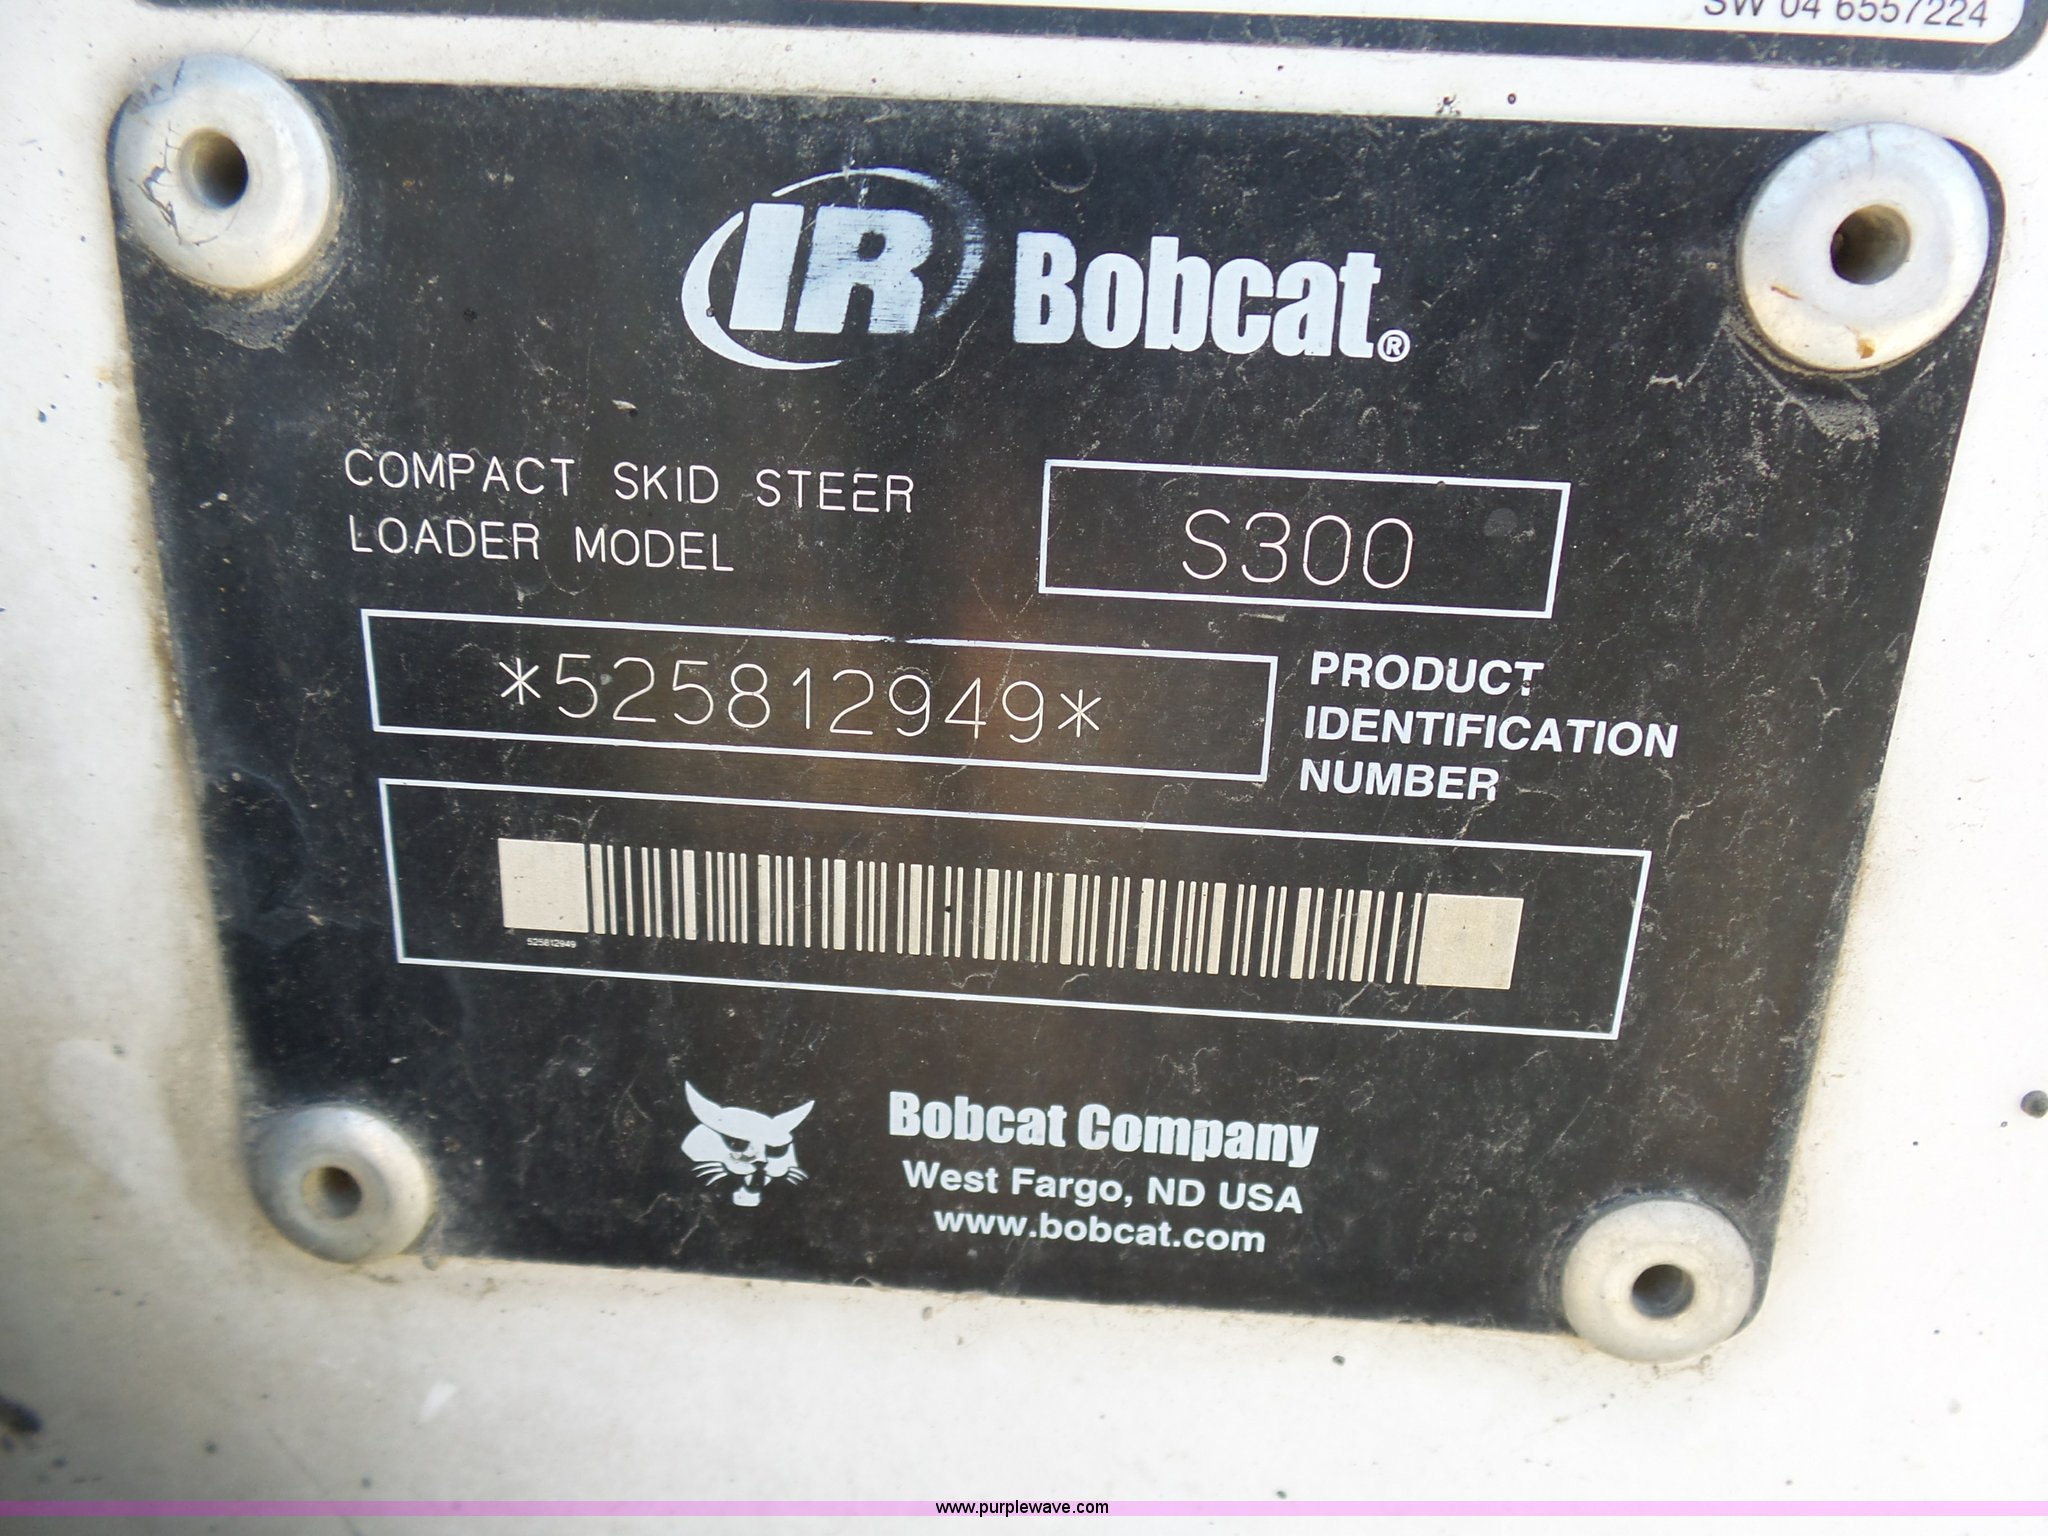 SW 04 6557224
IR Bobcat®
COMPACT SKID STEER
LOADER MODEL
S300
*525812949*
PRODUCT
IDENTIFICATION
NUMBER
525812949
Bobcat Company
West Fargo, ND USA
www.bobcat.com
www.purplewave.com